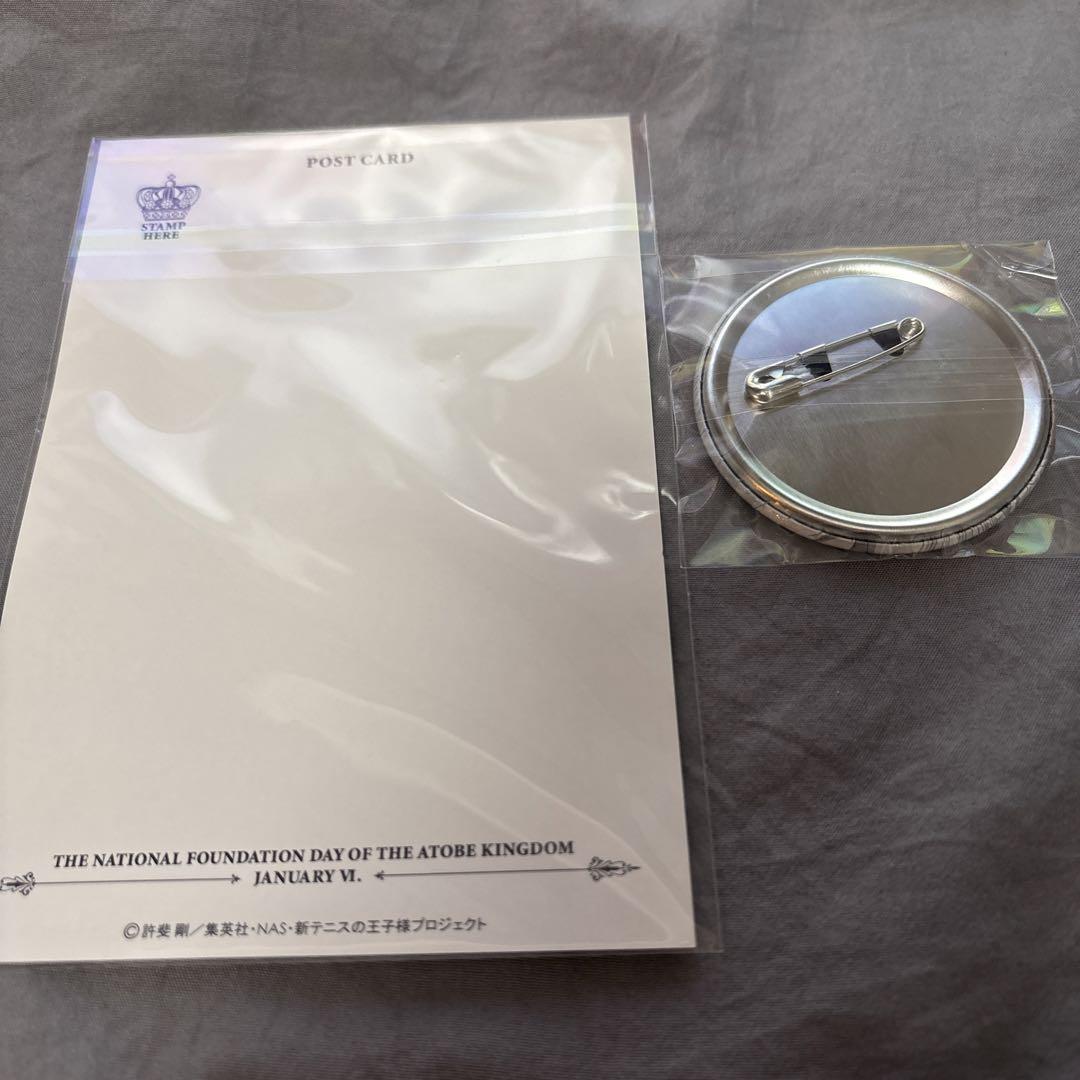 POST CARD
STAMP
HERE
THE NATIONAL FOUNDATION DAY OF THE ATOBE KINGDOM
JANUARY Ⅵ.
©許斐 剛／集英社・NAS・新テニスの王子様プロジェクト